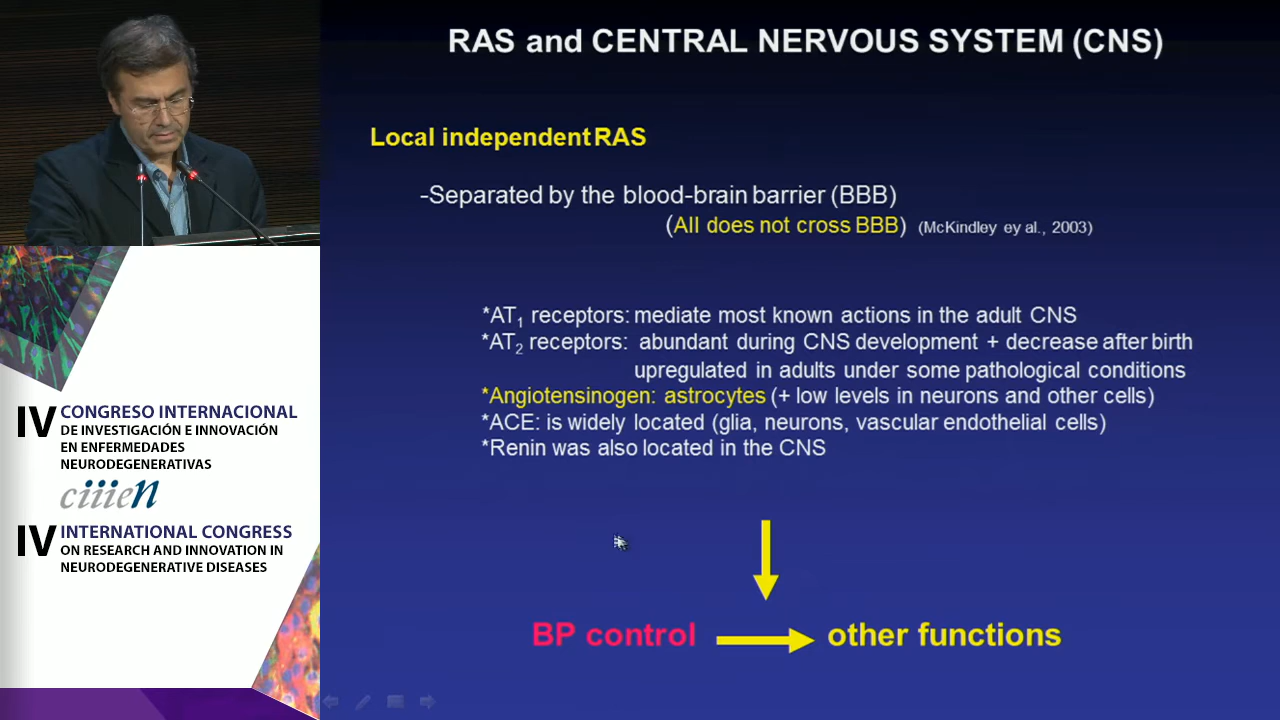 RAS and CENTRAL NERVOUS SYSTEM (CNS)
Local independent RAS
-Separated by the blood-brain barrier (BBB)
(AII does not cross BBB) (McKindley ey al., 2003)
*AT1 receptors: mediate most known actions in the adult CNS
*AT2 receptors: abundant during CNS development + decrease after birth
upregulated in adults under some pathological conditions
*Angiotensinogen: astrocytes (+ low levels in neurons and other cells)
*ACE: is widely located (glia, neurons, vascular endothelial cells)
*Renin was also located in the CNS
BP control
other functions
IV CONGRESO INTERNACIONAL
DE INVESTIGACIÓN E INNOVACIÓN
EN ENFERMEDADES
NEURODEGENERATIVAS
ciiien
IV INTERNATIONAL CONGRESS
ON RESEARCH AND INNOVATION IN
NEURODEGENERATIVE DISEASES